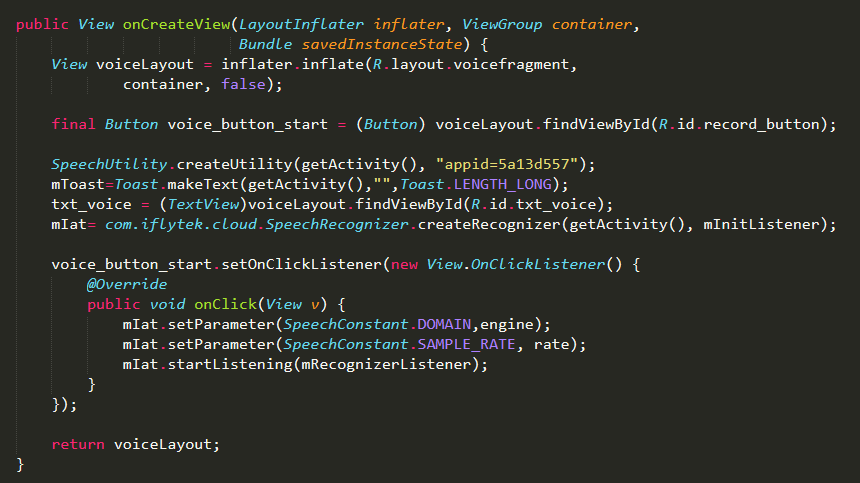 public View onCreateView(LayoutInflater inflater, ViewGroup container,
                         Bundle savedInstanceState) {
    View voiceLayout = inflater.inflate(R.layout.voicefragment,
            container, false);

    final Button voice_button_start = (Button) voiceLayout.findViewById(R.id.record_button);

    SpeechUtility.createUtility(getActivity(), "appid=5a13d557");
    mToast=Toast.makeText(getActivity(),"",Toast.LENGTH_LONG);
    txt_voice = (TextView)voiceLayout.findViewById(R.id.txt_voice);
    mIat= com.iflytek.cloud.SpeechRecognizer.createRecognizer(getActivity(), mInitListener);

    voice_button_start.setOnClickListener(new View.OnClickListener() {
        @Override
        public void onClick(View v) {
            mIat.setParameter(SpeechConstant.DOMAIN,engine);
            mIat.setParameter(SpeechConstant.SAMPLE_RATE, rate);
            mIat.startListening(mRecognizerListener);
        }
    });

    return voiceLayout;
}